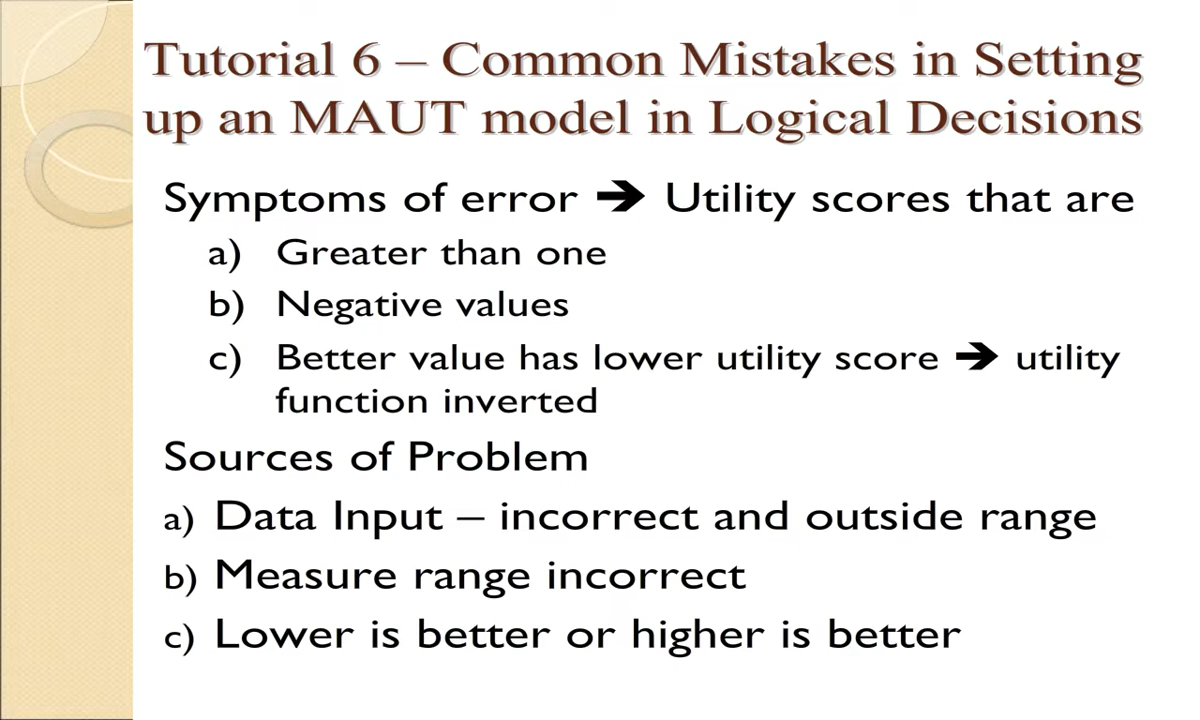 Tutorial 6 – Common Mistakes in Setting
up an MAUT model in Logical Decisions
Symptoms of error ➔ Utility scores that are
a) Greater than one
b) Negative values
c) Better value has lower utility score ➔ utility
function inverted
Sources of Problem
a) Data Input – incorrect and outside range
b) Measure range incorrect
c) Lower is better or higher is better